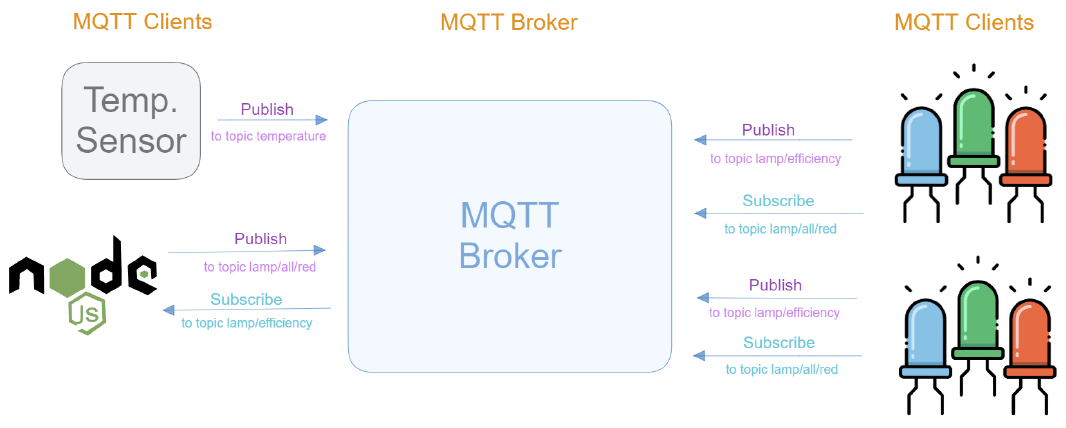 MQTT Clients
MQTT Broker
MQTT Clients
Temp.
Sensor
Publish
to topic temperature
node
JS
Publish
to topic lamp/all/red
Subscribe
to topic lamp/efficiency
MQTT
Broker
Publish
to topic lamp/efficiency
Subscribe
to topic lamp/all/red
Publish
to topic lamp/efficiency
Subscribe
to topic lamp/all/red